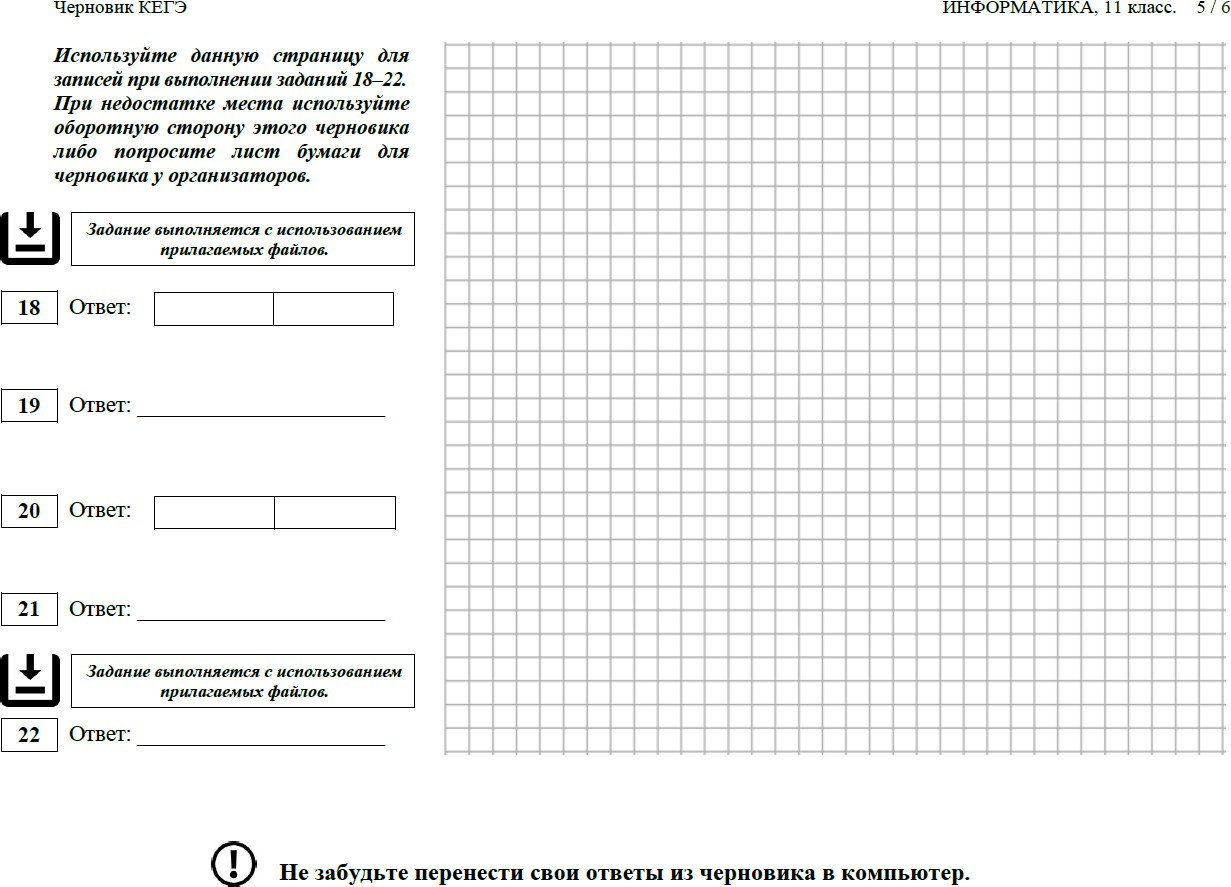 Черновик КЕГЭ
ИНФОРМАТИКА, 11 класс. 5 / 6
Используйте данную страницу для
записей при выполнении заданий 18–22.
При недостатке места используйте
оборотную сторону этого черновика
либо попросите лист бумаги для
черновика у организаторов.
Задание выполняется с использованием
прилагаемых файлов.
18 Ответ:
19 Ответ:
20 Ответ:
21 Ответ:
Задание выполняется с использованием
прилагаемых файлов.
22 Ответ:
Не забудьте перенести свои ответы из черновика в компьютер.